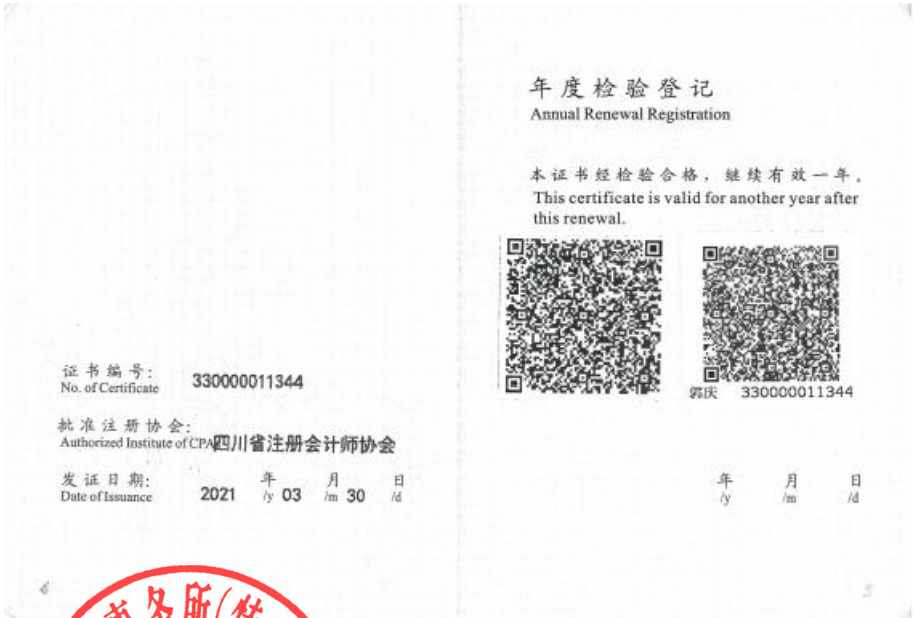 证书编号:
No. of Certificate
330000011344
批准注册协会:
Authorized Institute of CPA
四川省注册会计师协会
发证日期:
Date of Issuance
2021 年 03 月 30 日
/y /m /d
年度检验登记
Annual Renewal Registration
本证书经检验合格，继续有效一年。
This certificate is valid for another year after
this renewal.
郭庆 330000011344
年 月 日
/y /m /d
务所(特
5